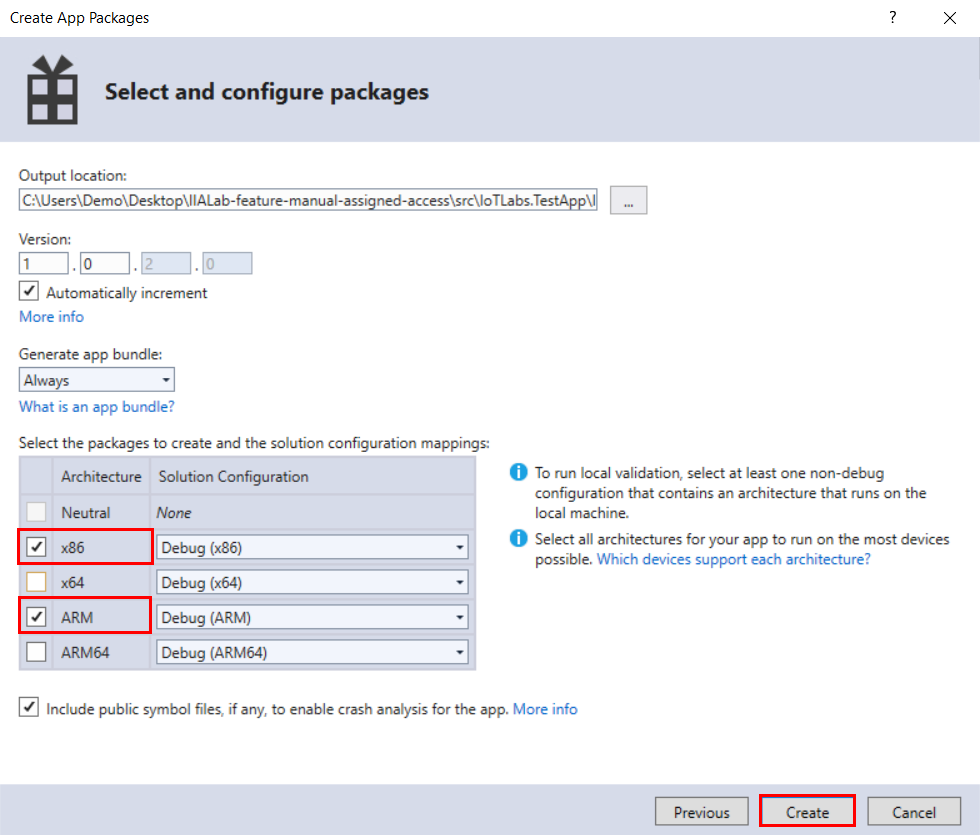 Create App Packages
?
Select and configure packages
Output location:
C:\Users\Demo\Desktop\IIALab-feature-manual-assigned-access\src\IoTLabs.TestApp\I
...
Version:
1 . 0 . 2 . 0
Automatically increment
More info
Generate app bundle:
Always
What is an app bundle?
Select the packages to create and the solution configuration mappings:
Architecture Solution Configuration
Neutral None
x86 Debug (x86)
x64 Debug (x64)
ARM Debug (ARM)
ARM64 Debug (ARM64)
To run local validation, select at least one non-debug
configuration that contains an architecture that runs on the
local machine.
Select all architectures for your app to run on the most devices
possible. Which devices support each architecture?
Include public symbol files, if any, to enable crash analysis for the app. More info
Previous Create Cancel